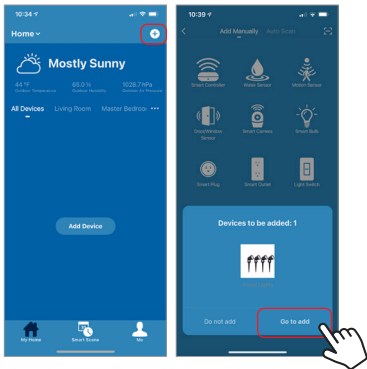 10:34
Home
Mostly Sunny
44 °F
66.0 %
1028.7 hPa
Outdoor Temperature
Outdoor Humidity
Outdoor Air Pressure
All Devices
Living Room
Master Bedroo
Add Device
My Home
Smart Scene
Me
10:39
Add Manually
Auto Scan
Smart Controller
Water Sensor
Motion Sensor
Door/Window
Sensor
Smart Camera
Smart Bulb
Smart Plug
Smart Outlet
Light Switch
Devices to be added: 1
Do not add
Go to add